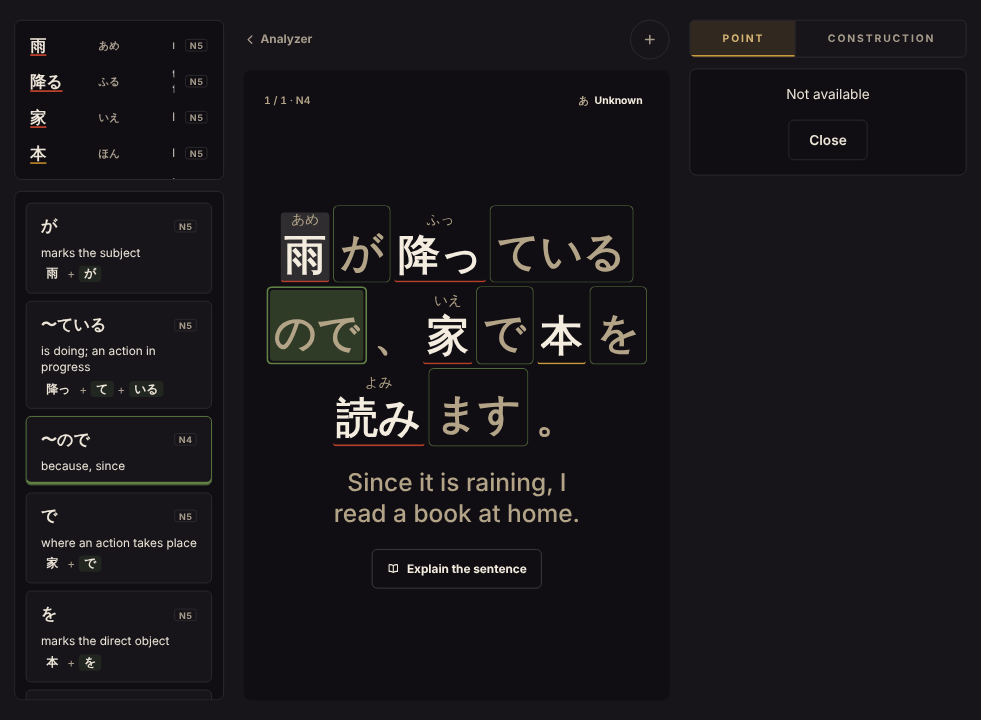 雨 あめ N5
降る ふる N5
家 いえ N5
本 ほん N5
が N5
marks the subject
雨 + が
〜ている N5
is doing; an action in
progress
降っ + て + いる
〜ので N4
because, since
で N5
where an action takes place
家 + で
を N5
marks the direct object
本 + を
Analyzer
+
1 / 1 · N4
あ Unknown
あめ ふっ
雨が降っている
いえ
ので、家で本を
よみ
読みます。
Since it is raining, I
read a book at home.
Explain the sentence
POINT CONSTRUCTION
Not available
Close